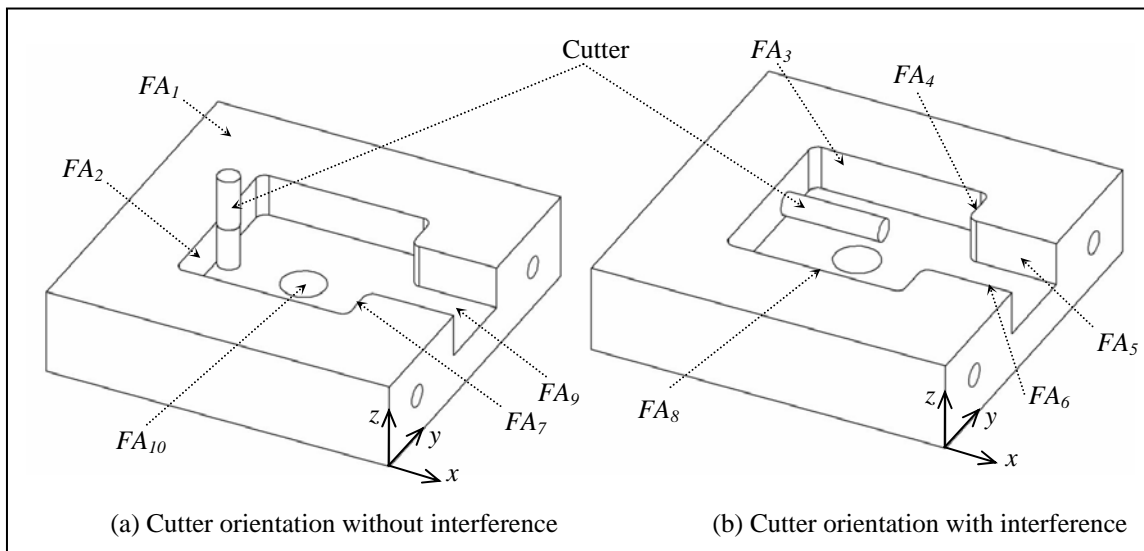 Cutter
FA1
FA2
FA10
FA7
FA9
z
y
x
FA3
FA4
FA5
FA6
FA8
z
y
x
(a) Cutter orientation without interference
(b) Cutter orientation with interference